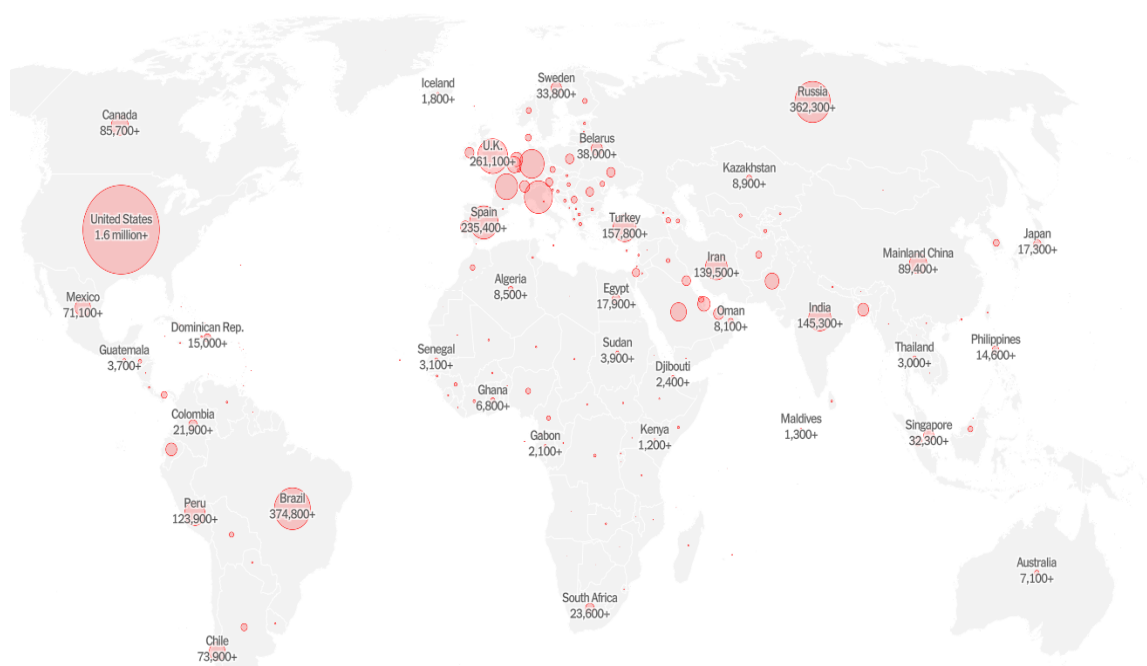 Iceland
1,800+
Sweden
33,800+
Russia
362,300+
Canada
85,700+
U.K.
261,100+
Belarus
38,000+
Kazakhstan
8,900+
United States
1.6 million+
Spain
235,400+
Turkey
157,800+
Iran
139,500+
Mainland China
89,400+
Japan
17,300+
Mexico
71,100+
Algeria
8,500+
Egypt
17,900+
Oman
8,100+
India
145,300+
Dominican Rep.
15,000+
Guatemala
3,700+
Senegal
3,100+
Sudan
3,900+
Djibouti
2,400+
Thailand
3,000+
Philippines
14,600+
Ghana
6,800+
Colombia
21,900+
Gabon
2,100+
Kenya
1,200+
Maldives
1,300+
Singapore
32,300+
Peru
123,900+
Brazil
374,800+
Australia
7,100+
South Africa
23,600+
Chile
73,900+